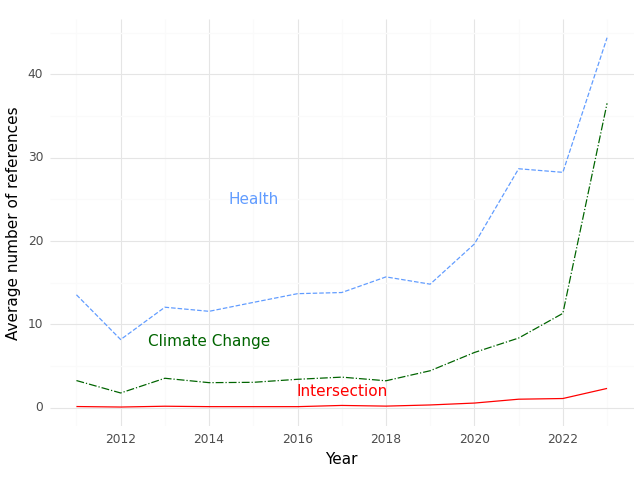 Average number of references
40
30
20
10
0
Health
Climate Change
Intersection
2012
2014
2016
2018
2020
2022
Year